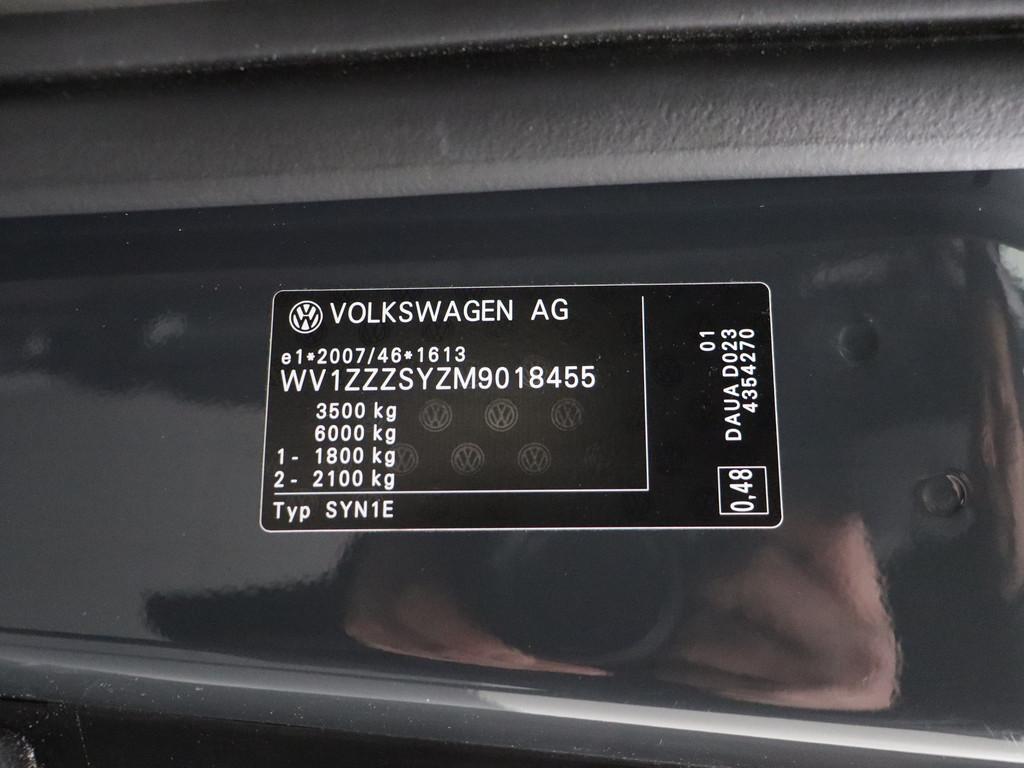 VOLKSWAGEN AG
e1*2007/46*1613
WV1ZZZSYZM9018455
3500 kg
6000 kg
1- 1800 kg
2- 2100 kg
Typ SYN1E
01
DAUA D023
4354270
0,48